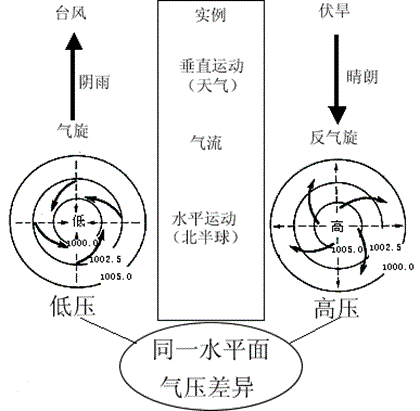 台风
实例
伏旱
阴雨
垂直运动
（天气）
晴朗
气旋
气流
反气旋
低
1000.0
1002.5
1005.0
水平运动
（北半球）
高
1005.0
1002.5
1000.0
低压
高压
同一水平面
气压差异